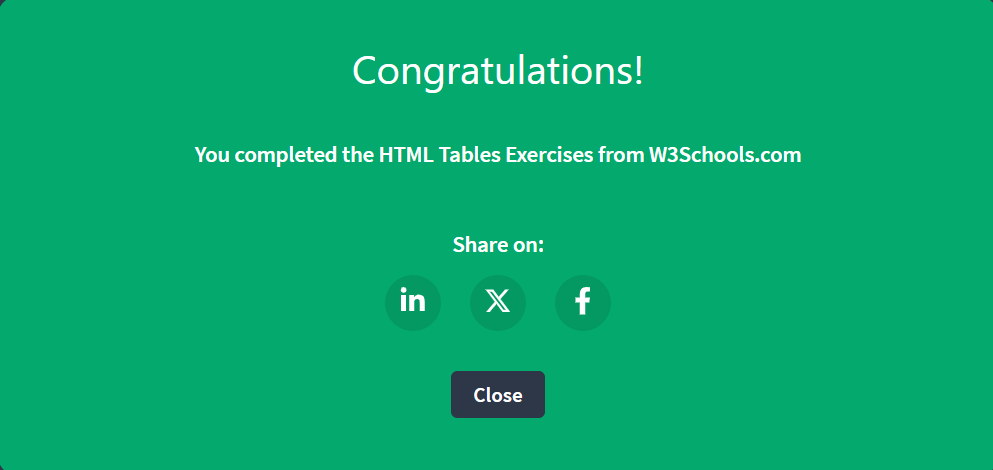 Congratulations!
You completed the HTML Tables Exercises from W3Schools.com
Share on:
in X f
Close